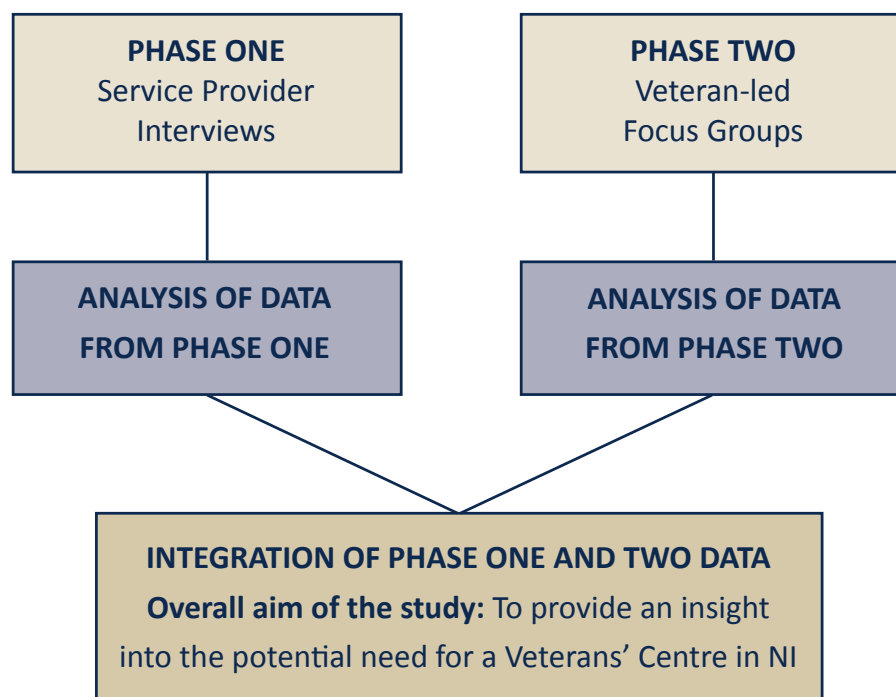 PHASE ONE
Service Provider
Interviews
PHASE TWO
Veteran-led
Focus Groups
ANALYSIS OF DATA
FROM PHASE ONE
ANALYSIS OF DATA
FROM PHASE TWO
INTEGRATION OF PHASE ONE AND TWO DATA
Overall aim of the study: To provide an insight
into the potential need for a Veterans’ Centre in NI